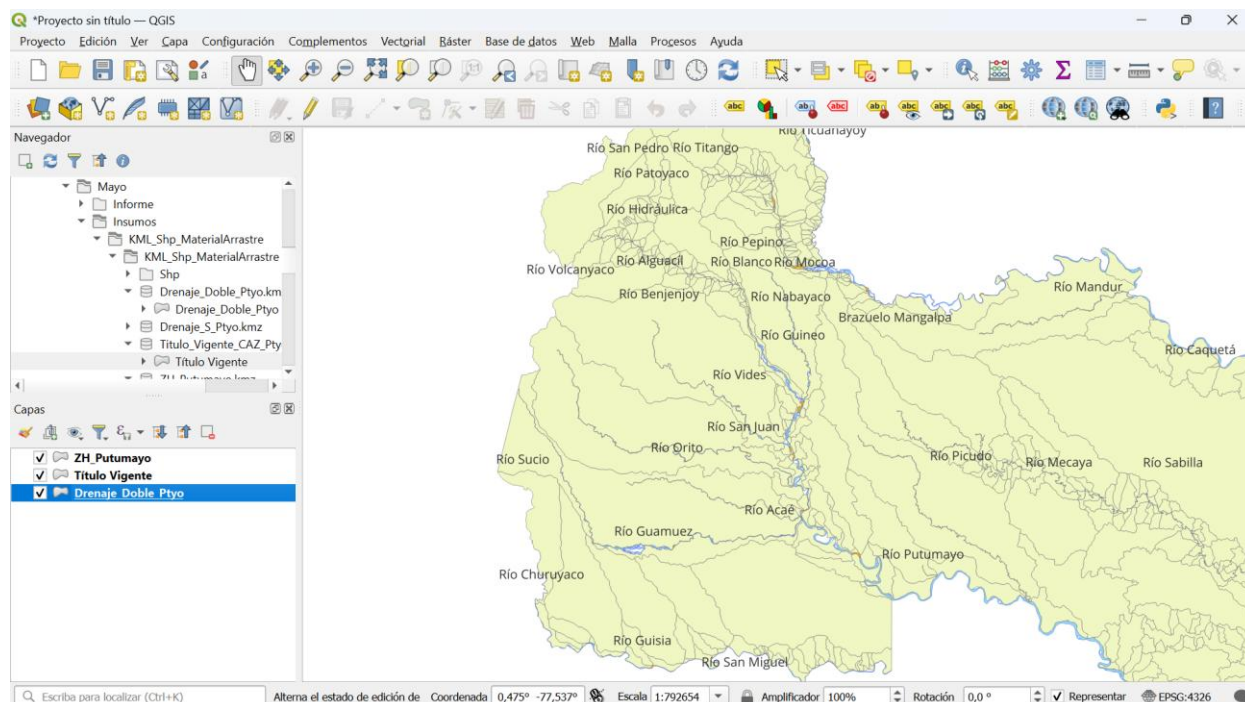 *Proyecto sin título — QGIS
Proyecto Edición Ver Capa Configuración Complementos Vectorial Ráster Base de datos Web Malla Procesos Ayuda
Navegador
Mayo
Informe
Insumos
KML_Shp_MaterialArrastre
KML_Shp_MaterialArrastre
Shp
Drenaje_Doble_Ptyo.km
Drenaje_Doble_Ptyo
Drenaje_S_Ptyo.kmz
Titulo_Vigente_CAZ_Pty
Título Vigente
ZH_Putumayo.kmz
Capas
ZH_Putumayo
Título Vigente
Drenaje_Doble_Ptyo
Río Ticuanayoy
Río San Pedro Río Titango
Río Patoyaco
Río Hidráulica
Río Pepino
Río Volcanyaco Río Alguacíl Río Blanco Río Mocoa
Río Benjenjoy Río Nabayaco Río Mandur
Brazuelo Mangalpa
Río Guineo
Río Caquetá
Río Vides
Río San Juan
Río Sucio Río Orito Río Picudo Río Mecaya Río Sabilla
Río Acaé
Río Guamuez
Río Putumayo
Río Churuyaco
Río Guisia
Río San Miguel
Escriba para localizar (Ctrl+K) Alterna el estado de edición de Coordenada 0,475° -77,537° Escala 1:792654 Amplificador 100% Rotación 0,0 ° Representar EPSG:4326